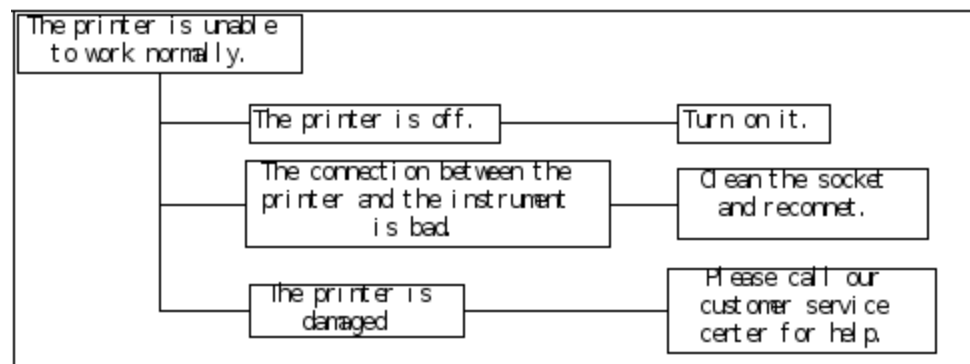 The printer is unable
to work normally.
The printer is off.
Turn on it.
The connection between the
printer and the instrument
is bad.
Clean the socket
and reconnet.
The printer is
damaged
Please call our
customer service
certer for help.